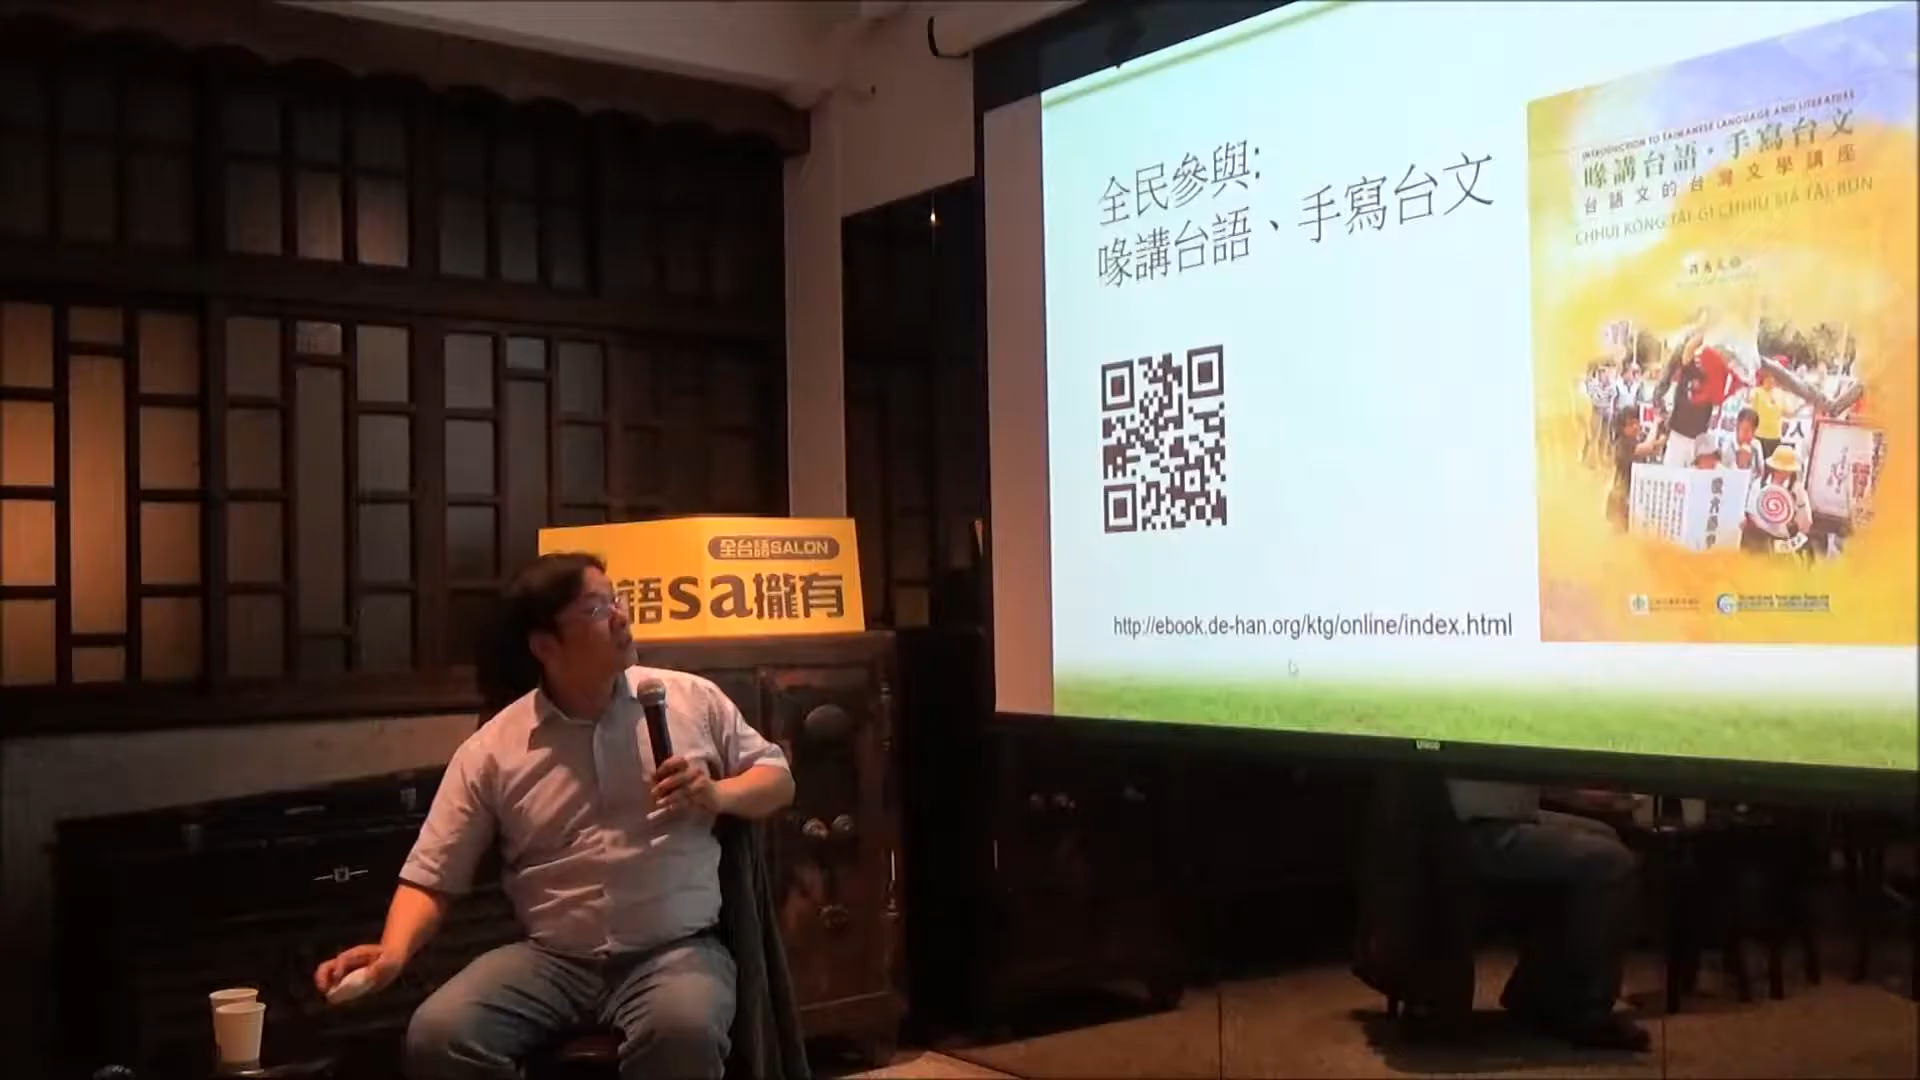 全民參與:
喙講台語、手寫台文
http://ebook.de-han.org/ktg/online/index.html
INTRODUCTION TO TAIWANESE LANGUAGE AND LITERATURE
喙講台語・手寫台文
台語文的台灣文學講座
CHHUI KÓNG TÂI-GÍ CHHIÚ SIÁ TÂI-BÛN
全台語SALON
語sa攏有